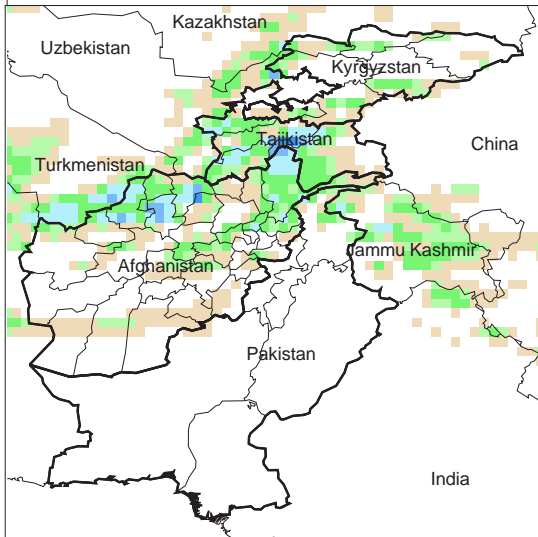 Kazakhstan
Uzbekistan
Kyrgyzstan
Tajikistan
China
Turkmenistan
Jammu Kashmir
Afghanistan
Pakistan
India